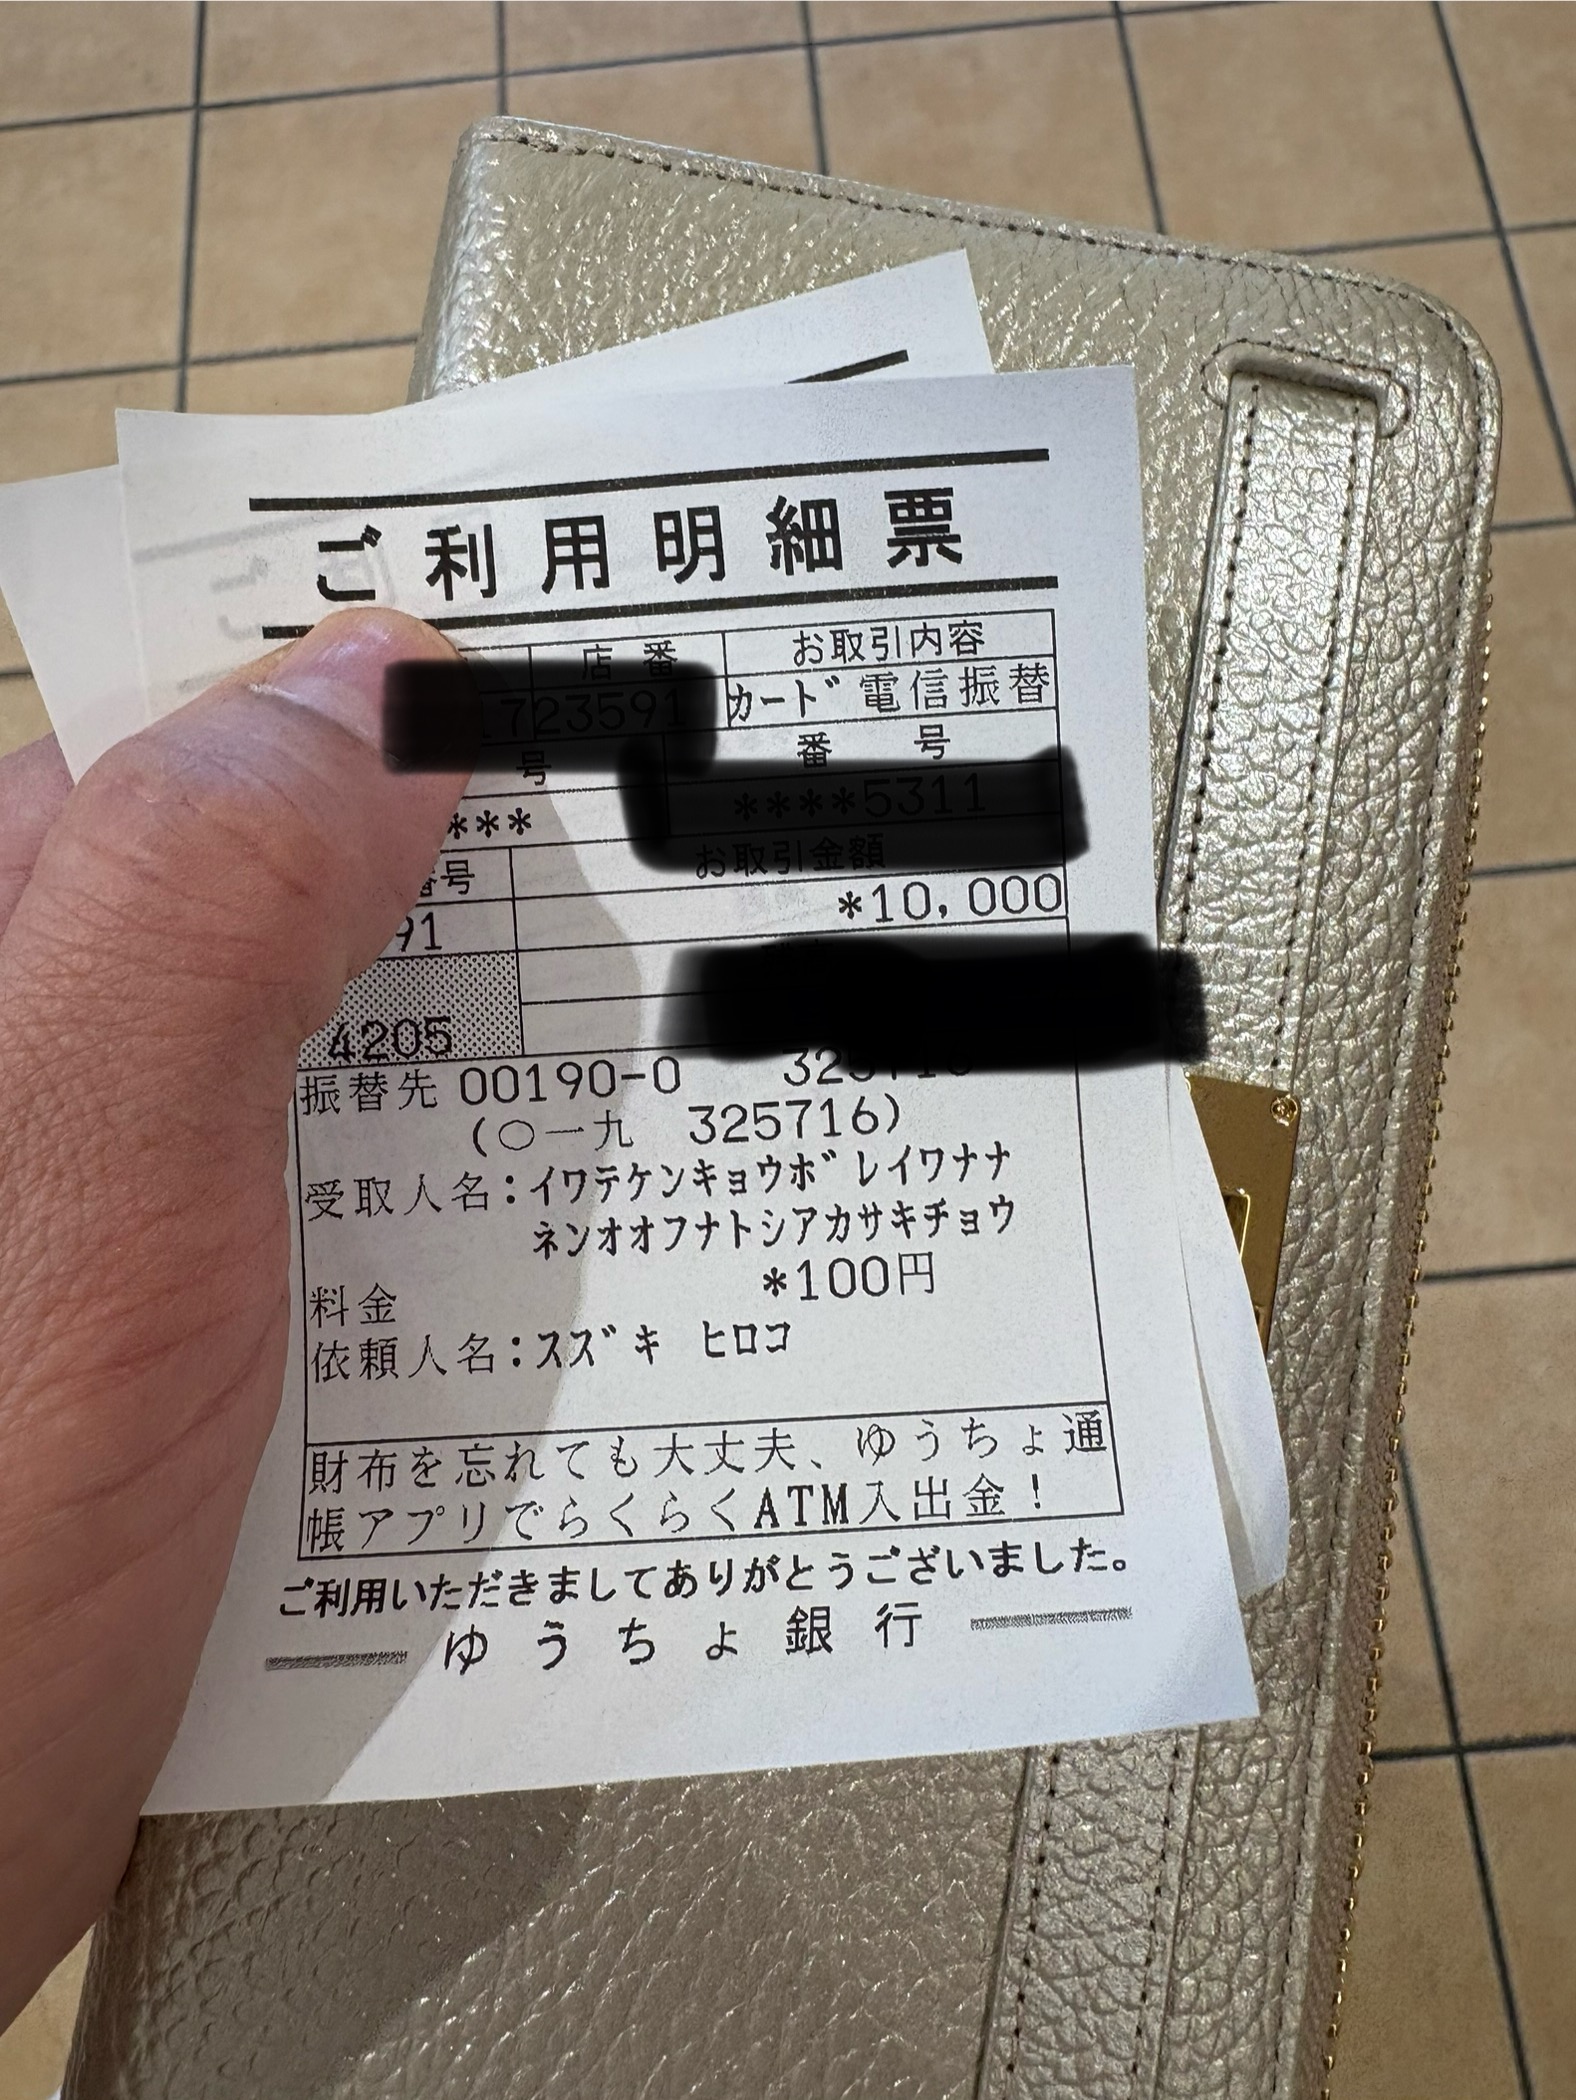 ご利用明細票
店番 お取引内容
カード電信振替
号 番号
***
番号 お取引金額
91 *10,000
4205
振替先 00190-0
(〇一九 325716)
受取人名:イワテケンキョウボレイワナナ
ネンオオフナトシアカサキチョウ
料金 *100円
依頼人名:スズキ ヒロコ
財布を忘れても大丈夫、ゆうちょ通
帳アプリでらくらくATM入出金!
ご利用いただきましてありがとうございました。
ゆうちょ銀行